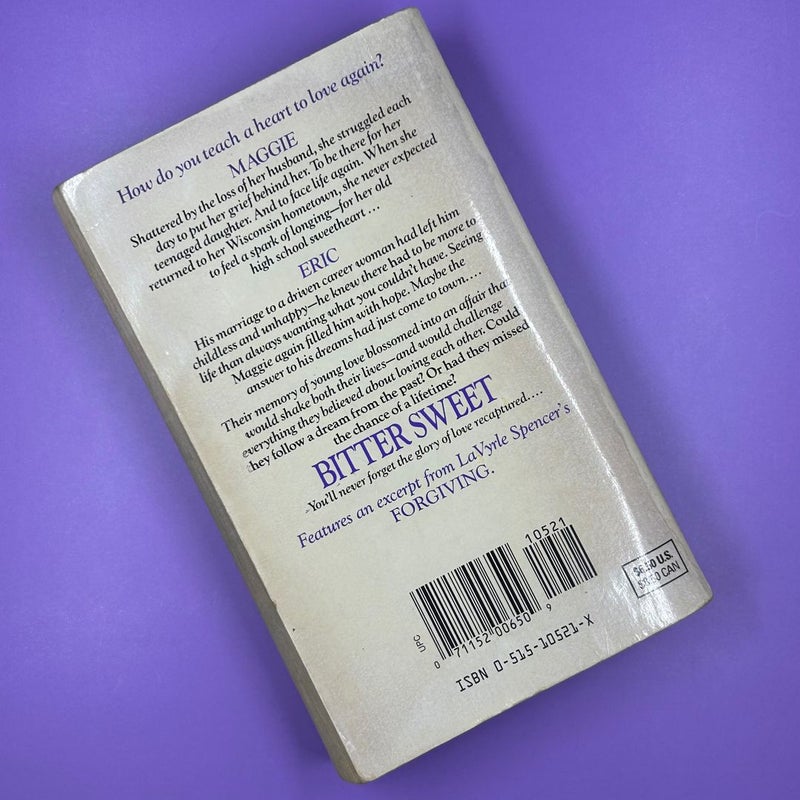 How do you teach a heart to love again?
MAGGIE
Shattered by the loss of her husband, she struggled each
day to put her grief behind her. To be there for her
teenaged daughter. And to face life again. When she
returned to her Wisconsin hometown, she never expected
to feel a spark of longing—for her old
high school sweetheart ...
ERIC
His marriage to a driven career woman had left him
childless and unhappy—he knew there had to be more to
life than always wanting what you couldn't have. Seeing
Maggie again filled him with hope. Maybe the
answer to his dreams had just come to town....
Their memory of young love blossomed into an affair that
would shake both their lives—and would challenge
everything they believed about loving each other. Could
they follow a dream from the past? Or had they missed
the chance of a lifetime?
BITTER SWEET
You'll never forget the glory of love recaptured....
Features an excerpt from LaVyrle Spencer's
FORGIVING.
10521
UPC
0 71152 00650 9
ISBN 0-515-10521-X
U.S.
CAN